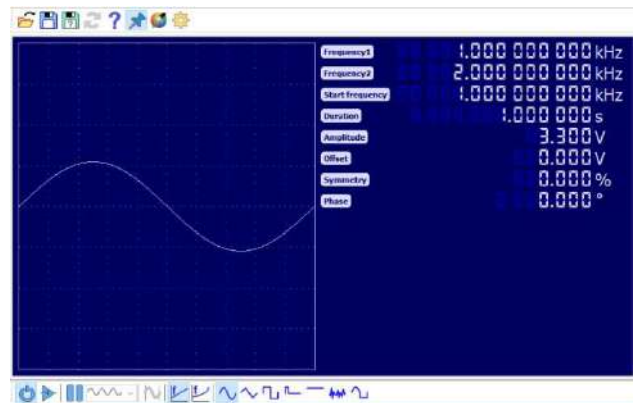 Frequency1 1.000 000 000 kHz
Frequency2 2.000 000 000 kHz
Start frequency 1.000 000 000 kHz
Duration 1.000 000 s
Amplitude 3.300 V
Offset 0.000 V
Symmetry 0.000 %
Phase 0.000 °